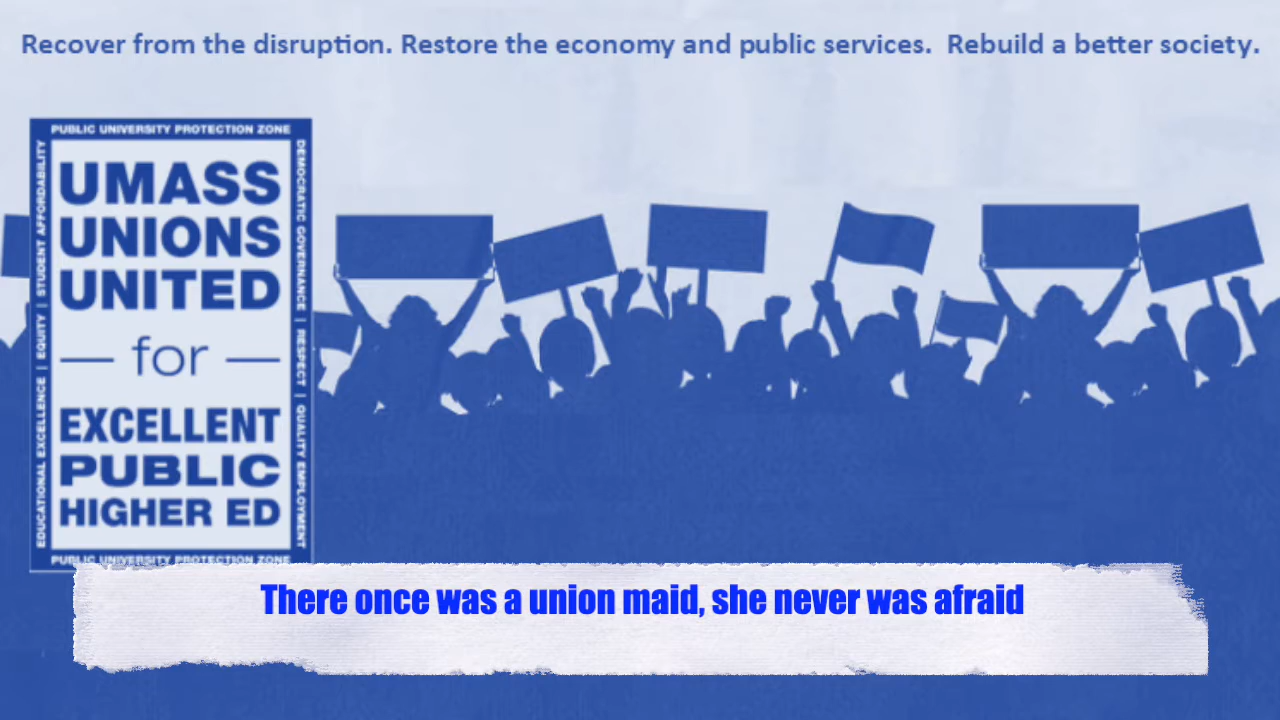 Recover from the disruption. Restore the economy and public services. Rebuild a better society.
PUBLIC UNIVERSITY PROTECTION ZONE
EDUCATIONAL EXCELLENCE | EQUITY | STUDENT AFFORDABILITY
UMASS
UNIONS
UNITED
— for —
EXCELLENT
PUBLIC
HIGHER ED
DEMOCRATIC GOVERNANCE | RESPECT | QUALITY EMPLOYMENT
PUBLIC UNIVERSITY PROTECTION ZONE
There once was a union maid, she never was afraid